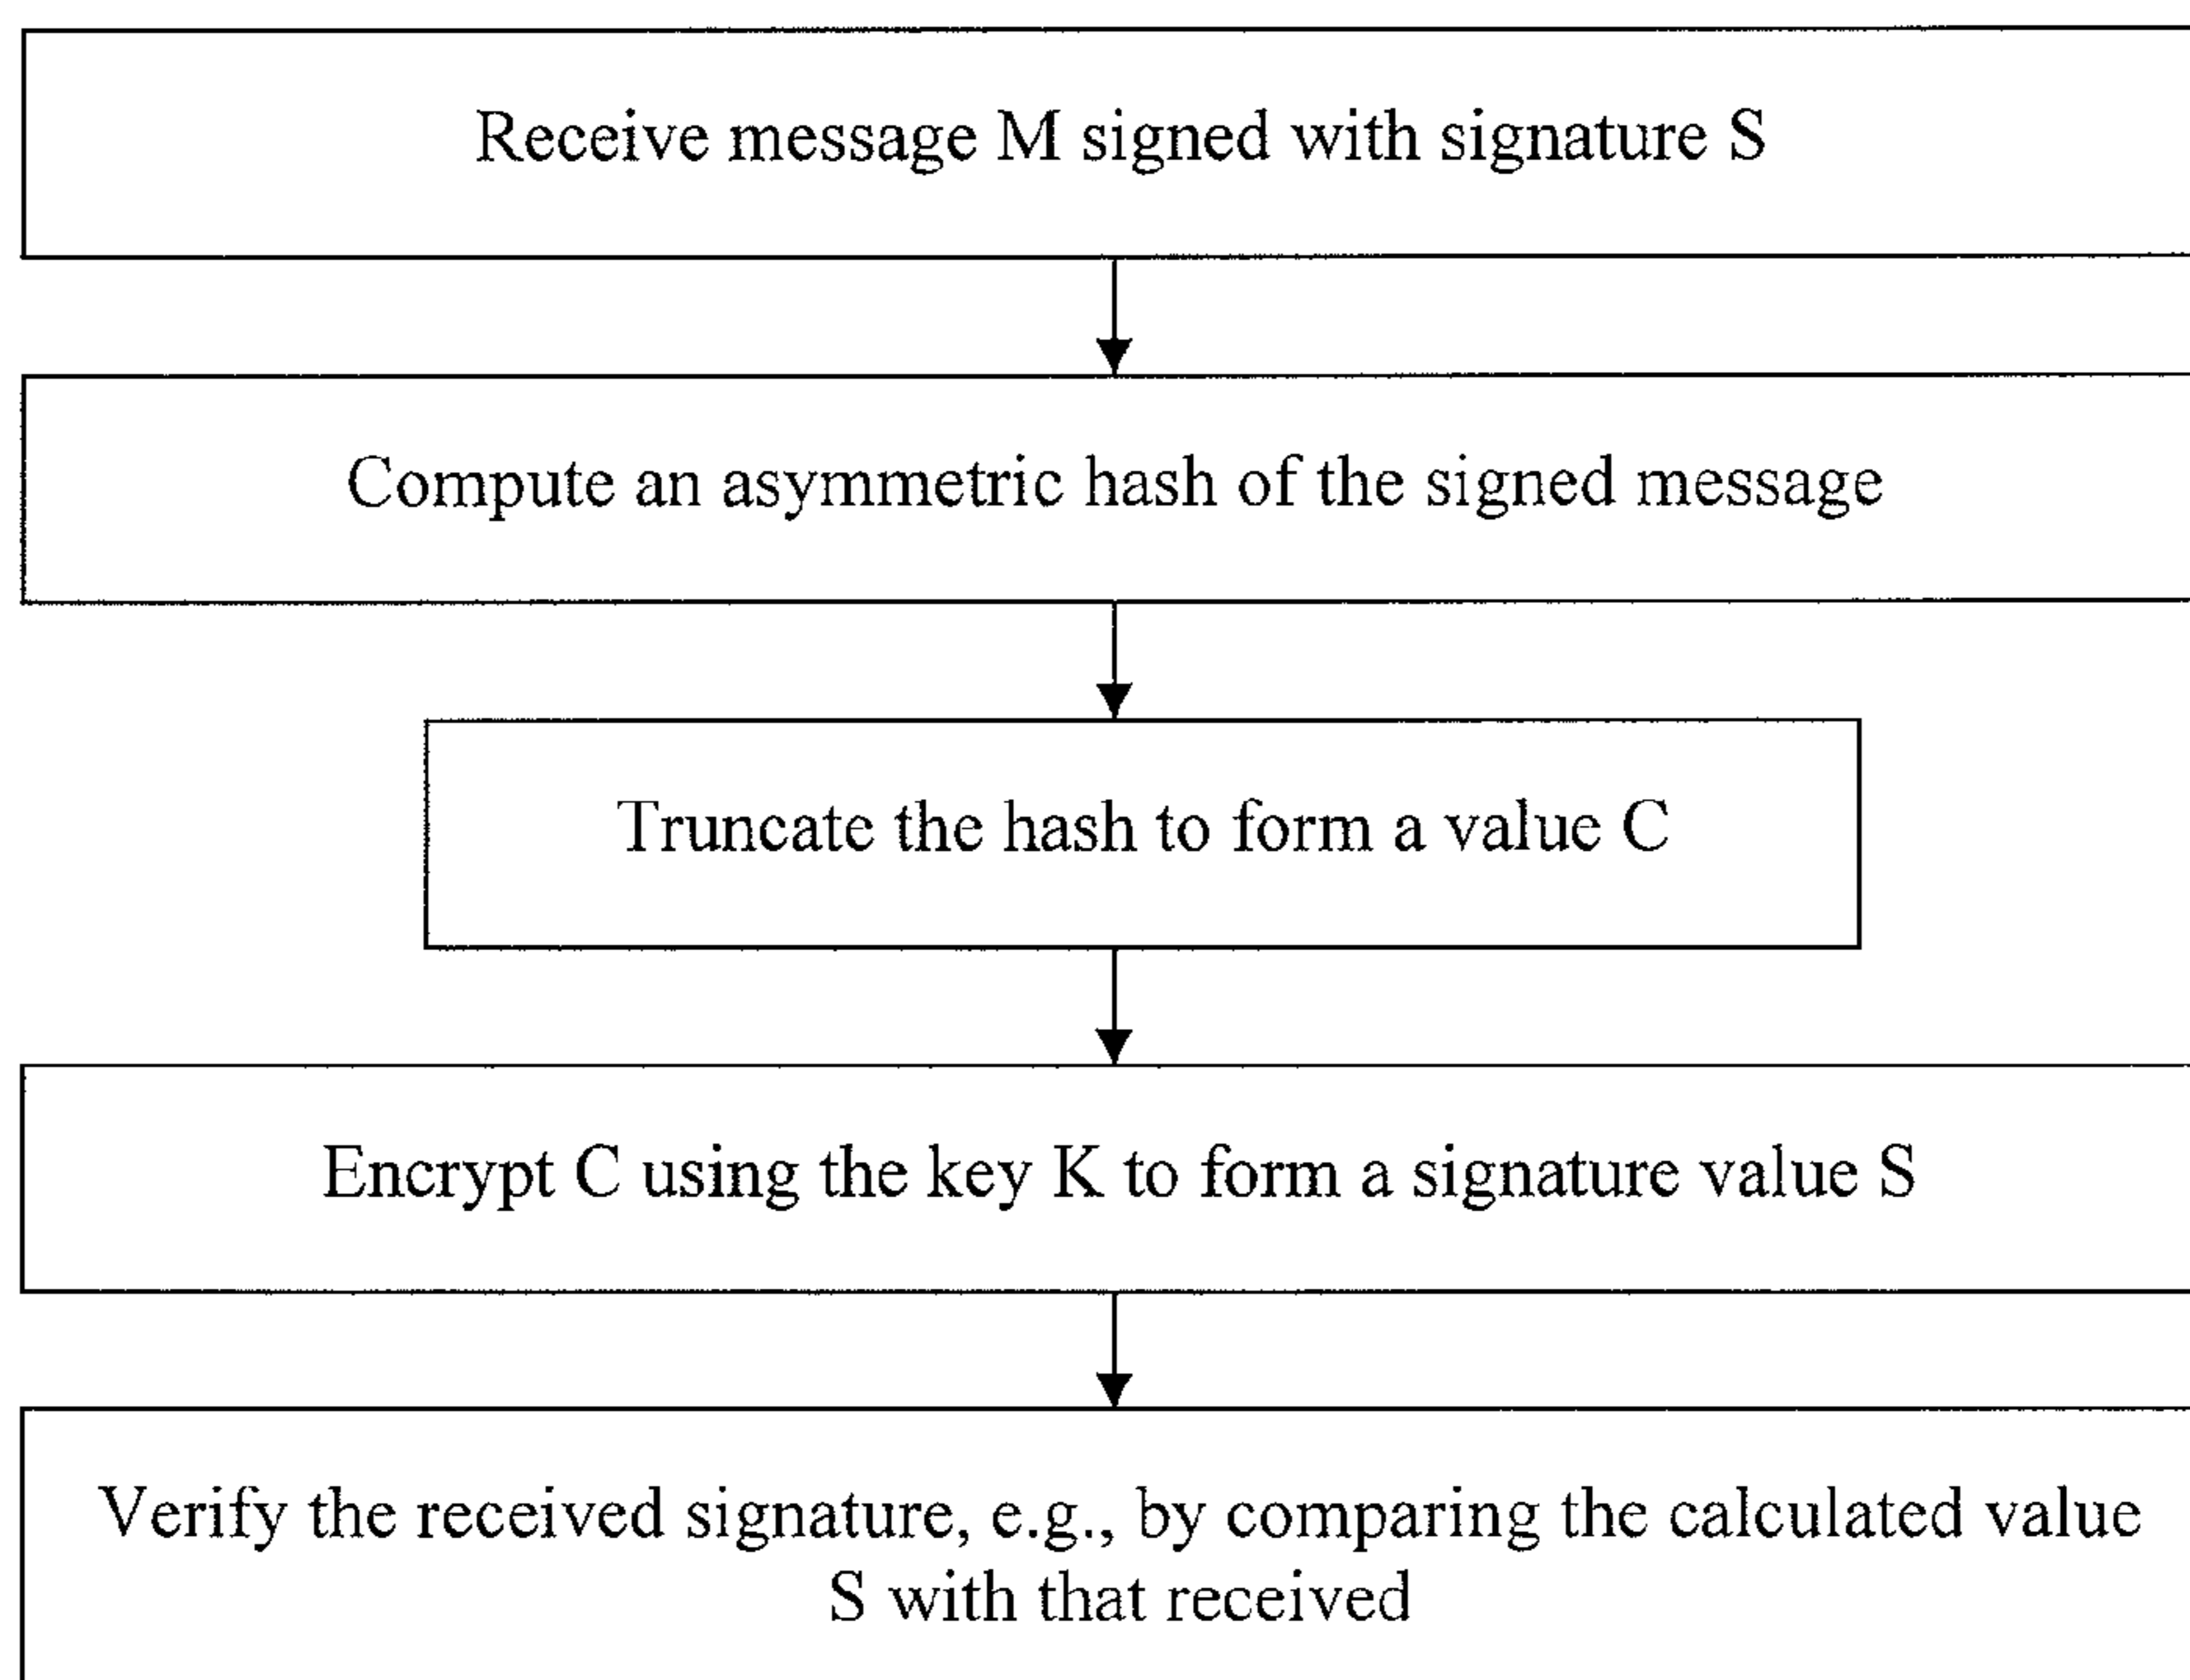 Receive message M signed with signature S
Compute an asymmetric hash of the signed message
Truncate the hash to form a value C
Encrypt C using the key K to form a signature value S
Verify the received signature, e.g., by comparing the calculated value
S with that received